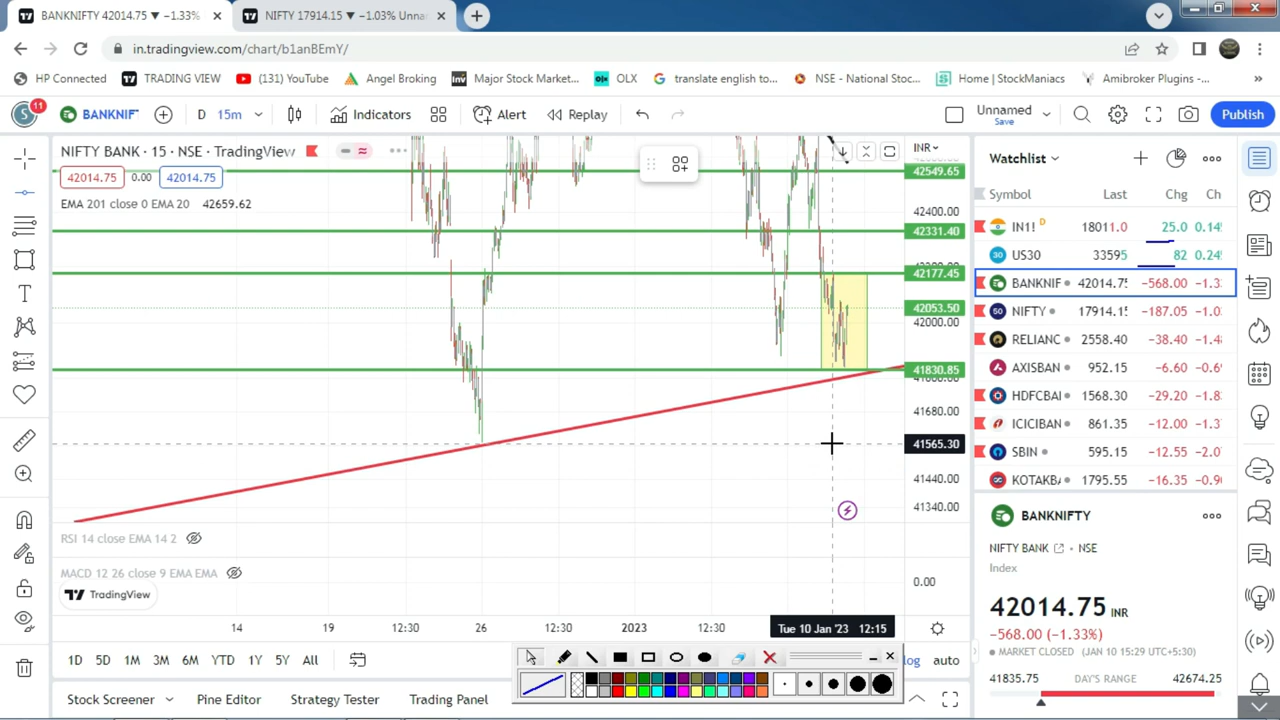 BANKNIFTY 42014.75 ▼ −1.33%
NIFTY 17914.15 ▼ −1.03% Unna
in.tradingview.com/chart/b1anBEmY/
HP Connected TRADING VIEW (131) YouTube Angel Broking Major Stock Market... OLX translate english to... NSE - National Stoc... Home | StockManiacs Amibroker Plugins -... »
S 11 BANKNIF D 15m Indicators Alert Replay Unnamed Save Publish
NIFTY BANK · 15 · NSE · TradingView
42014.75 0.00 42014.75
EMA 201 close 0 EMA 20 42659.62
INR
42549.65
42400.00
42331.40
42177.45
42053.50
42000.00
41830.85
41680.00
41565.30
41440.00
41340.00
RSI 14 close EMA 14 2
MACD 12 26 close 9 EMA EMA
0.00
TradingView
14 19 12:30 26 12:30 2023 12:30 Tue 10 Jan '23 12:15
1D 5D 1M 3M 6M YTD 1Y 5Y All log auto
Stock Screener Pine Editor Strategy Tester Trading Panel
Watchlist
Symbol Last Chg Ch
IN1! D 18011.0 25.0 0.14
US30 33595 82 0.24
BANKNIF 42014.75 −568.00 −1.3
NIFTY 17914.15 −187.05 −1.0
RELIANC 2558.40 −38.40 −1.4
AXISBAN 952.15 −6.60 −0.6
HDFCBAI 1568.30 −29.20 −1.8
ICICIBAN 861.35 −12.00 −1.3
SBIN 595.15 −12.55 −2.0
KOTAKBA 1795.55 −16.35 −0.9
BANKNIFTY
NIFTY BANK • NSE
Index
42014.75 INR
−568.00 (−1.33%)
MARKET CLOSED (JAN 10 15:29 UTC+5:30)
41835.75 DAY'S RANGE 42674.25